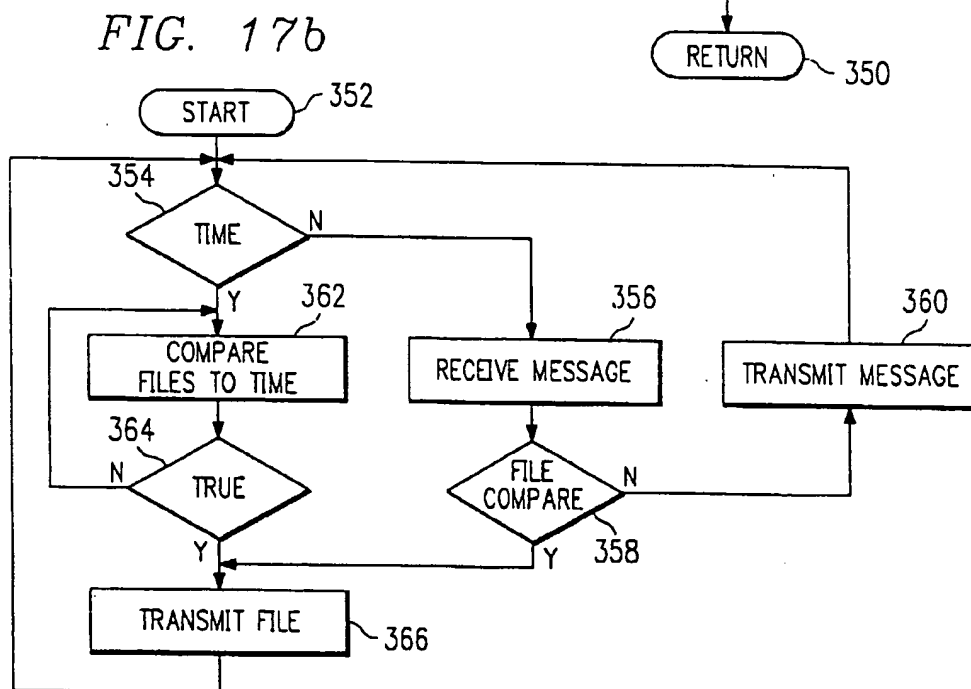 FIG. 17b
RETURN
350
START
352
354
TIME
N
Y
362
COMPARE
FILES TO TIME
356
RECEIVE MESSAGE
360
TRANSMIT MESSAGE
364
N
TRUE
Y
FILE
COMPARE
N
358
Y
TRANSMIT FILE
366